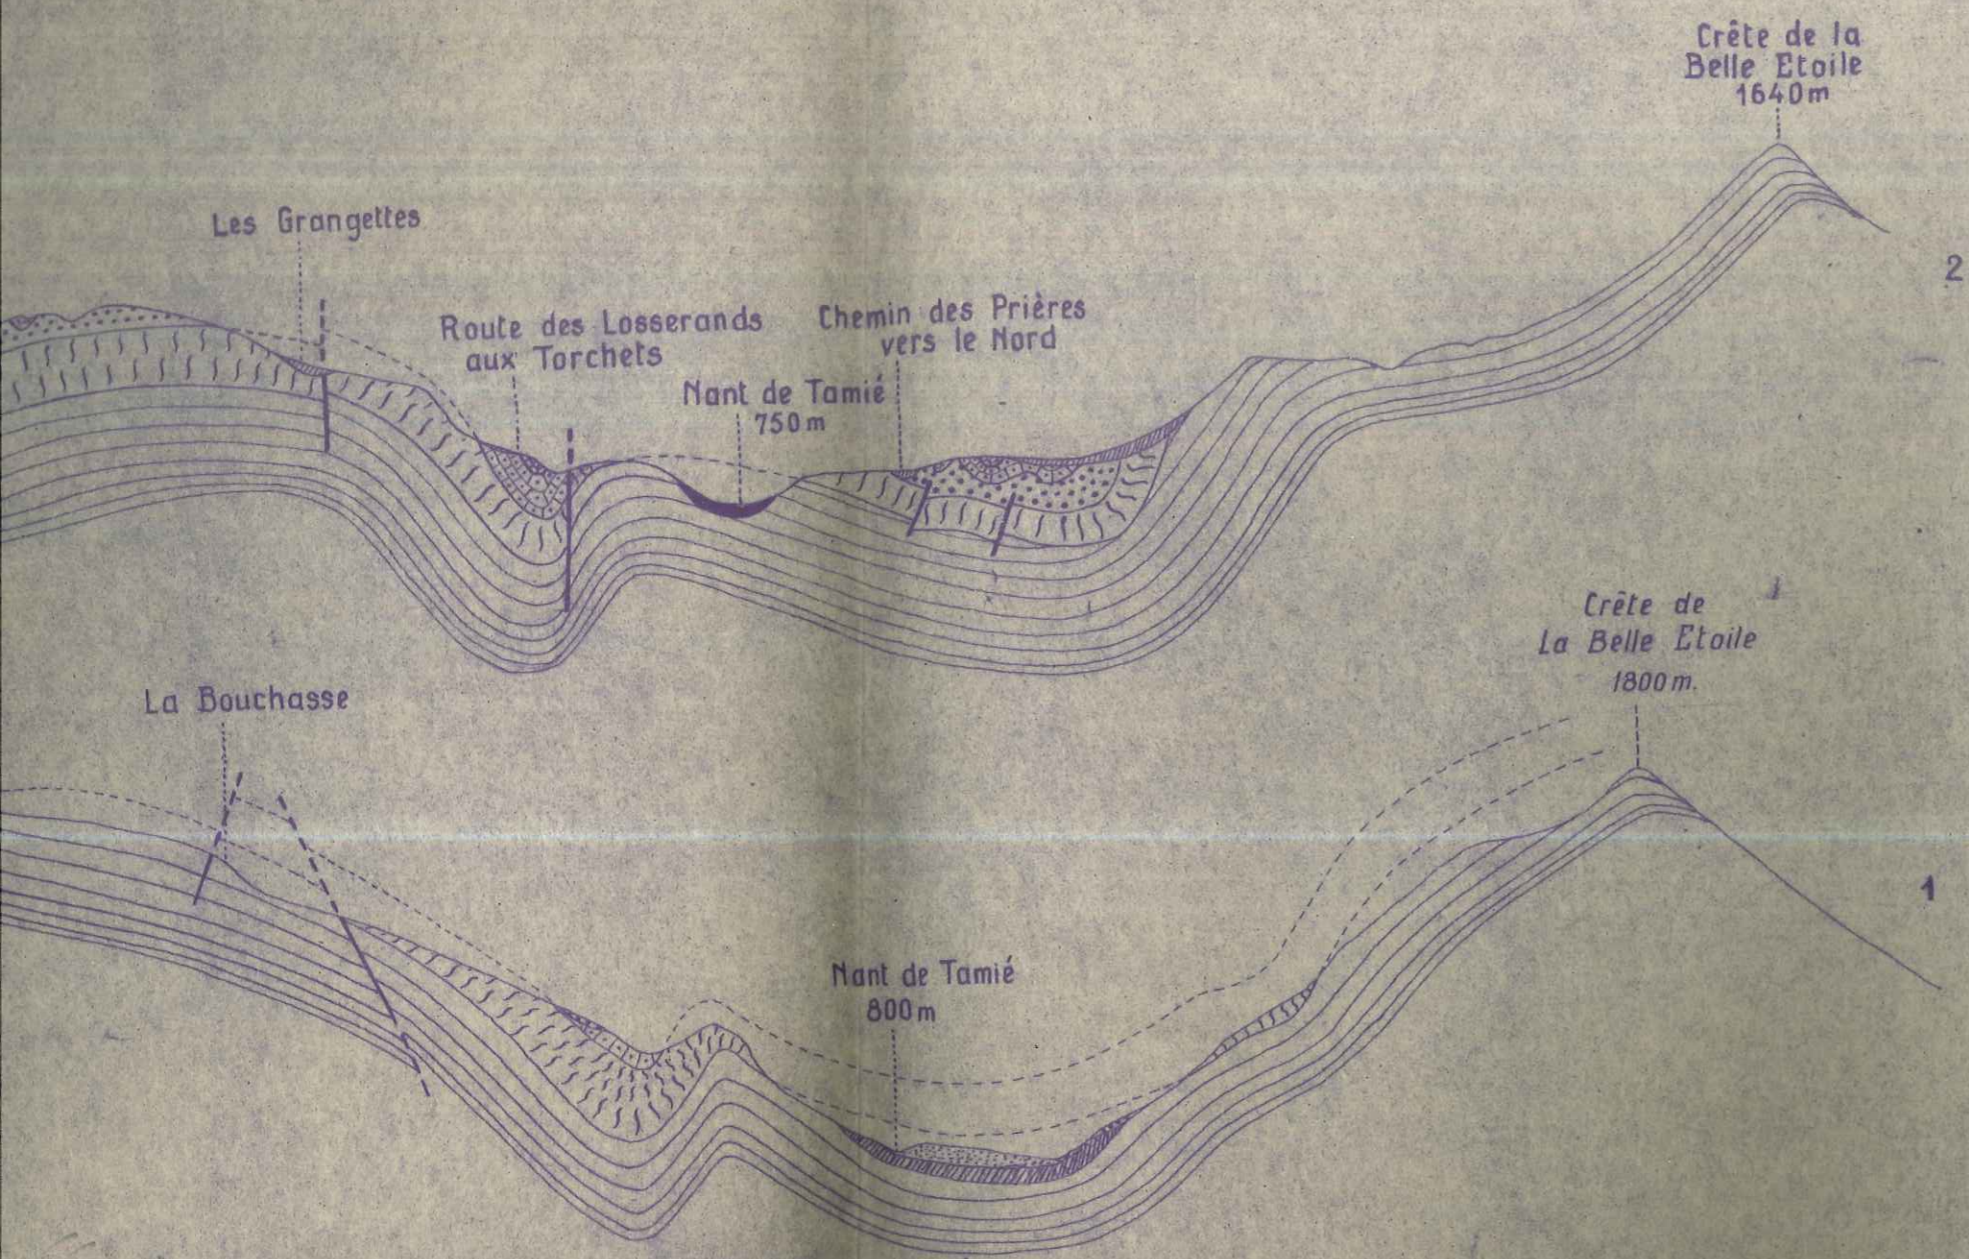 Crête de la
Belle Etoile
1640m
Les Grangettes
2
Route des Losserands
aux Torchets
Chemin des Prières
vers le Nord
Nant de Tamié
750m
Crête de
La Belle Etoile
1800m.
La Bouchasse
1
Nant de Tamié
800m